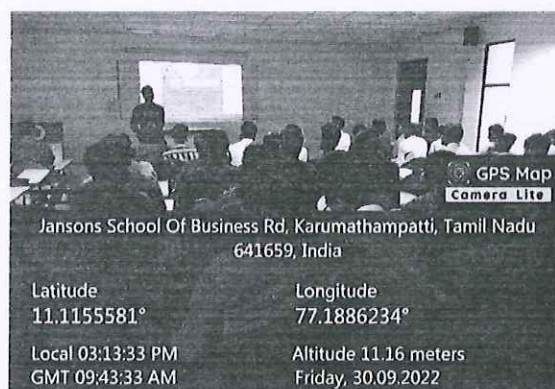 GPS Map
Camera Lite
Jansons School Of Business Rd, Karumathampatti, Tamil Nadu
641659, India
Latitude
11.1155581°
Longitude
77.1886234°
Local 03:13:33 PM
GMT 09:43:33 AM
Altitude 11.16 meters
Friday, 30.09.2022